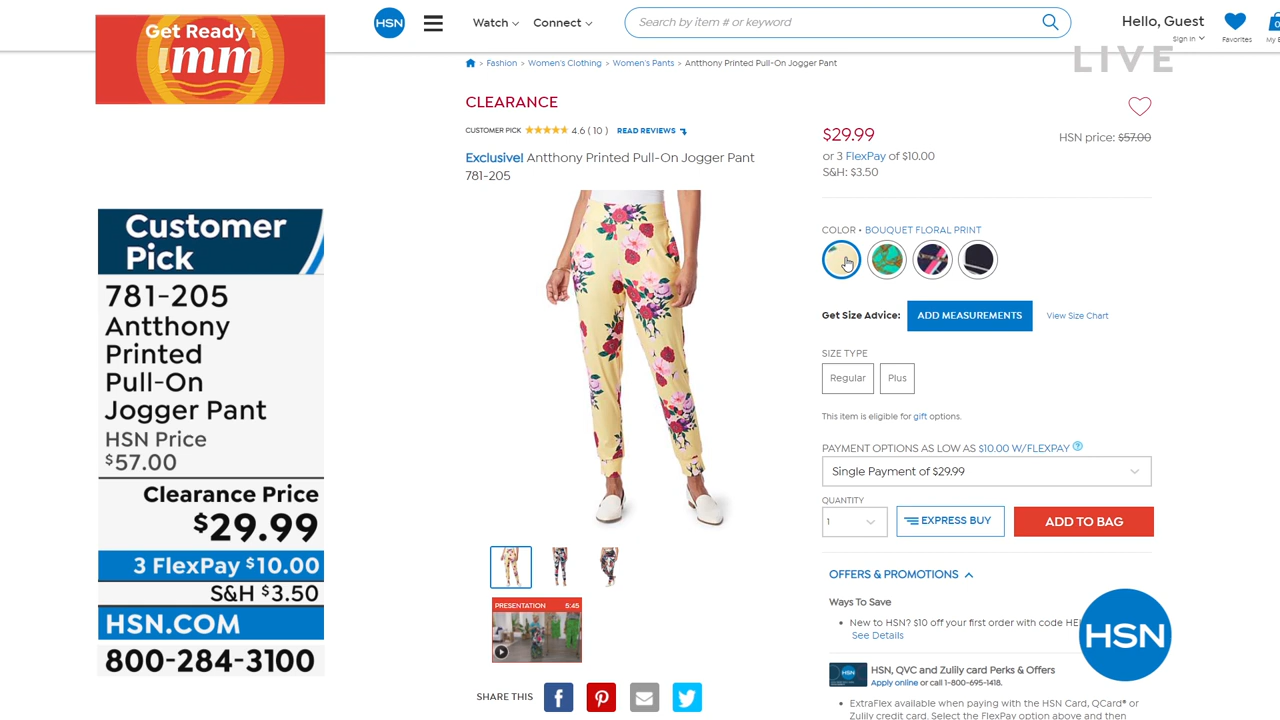 Get Ready
imm
Customer
Pick
781-205
Antthony
Printed
Pull-On
Jogger Pant
HSN Price
$57.00
Clearance Price
$29.99
3 FlexPay $10.00
S&H $3.50
HSN.COM
800-284-3100
HSN
Watch
Connect
Search by item # or keyword
Hello, Guest
Sign In
Favorites
0
LIVE
> Fashion > Women's Clothing > Women's Pants > Antthony Printed Pull-On Jogger Pant
CLEARANCE
CUSTOMER PICK 4.6 ( 10 ) READ REVIEWS
Exclusive! Antthony Printed Pull-On Jogger Pant
781-205
PRESENTATION 5:45
SHARE THIS
$29.99
HSN price: $57.00
or 3 FlexPay of $10.00
S&H: $3.50
COLOR • BOUQUET FLORAL PRINT
Get Size Advice: ADD MEASUREMENTS View Size Chart
SIZE TYPE
Regular Plus
This item is eligible for gift options.
PAYMENT OPTIONS AS LOW AS $10.00 W/FLEXPAY ?
Single Payment of $29.99
QUANTITY
1
EXPRESS BUY
ADD TO BAG
OFFERS & PROMOTIONS
Ways To Save
• New to HSN? $10 off your first order with code
See Details
HSN
HSN
HSN, QVC and Zulily card Perks & Offers
Apply online or call 1-800-695-1418.
• ExtraFlex available when paying with the HSN Card, QCard® or
Zulily credit card. Select the FlexPay option above and then